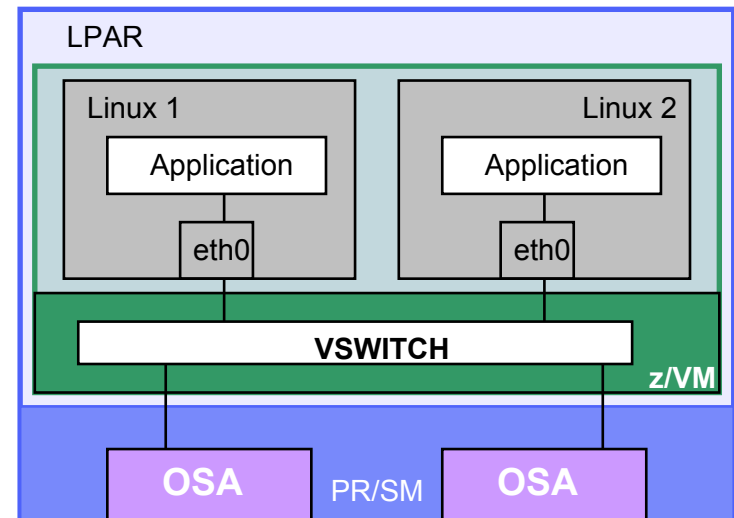 LPAR
Linux 1
Linux 2
Application
Application
eth0
eth0
VSWITCH
z/VM
OSA
PR/SM
OSA